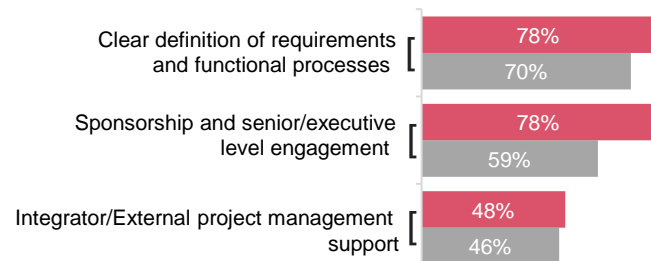 Clear definition of requirements
and functional processes
78%
70%
Sponsorship and senior/executive
level engagement
78%
59%
Integrator/External project management
support
48%
46%